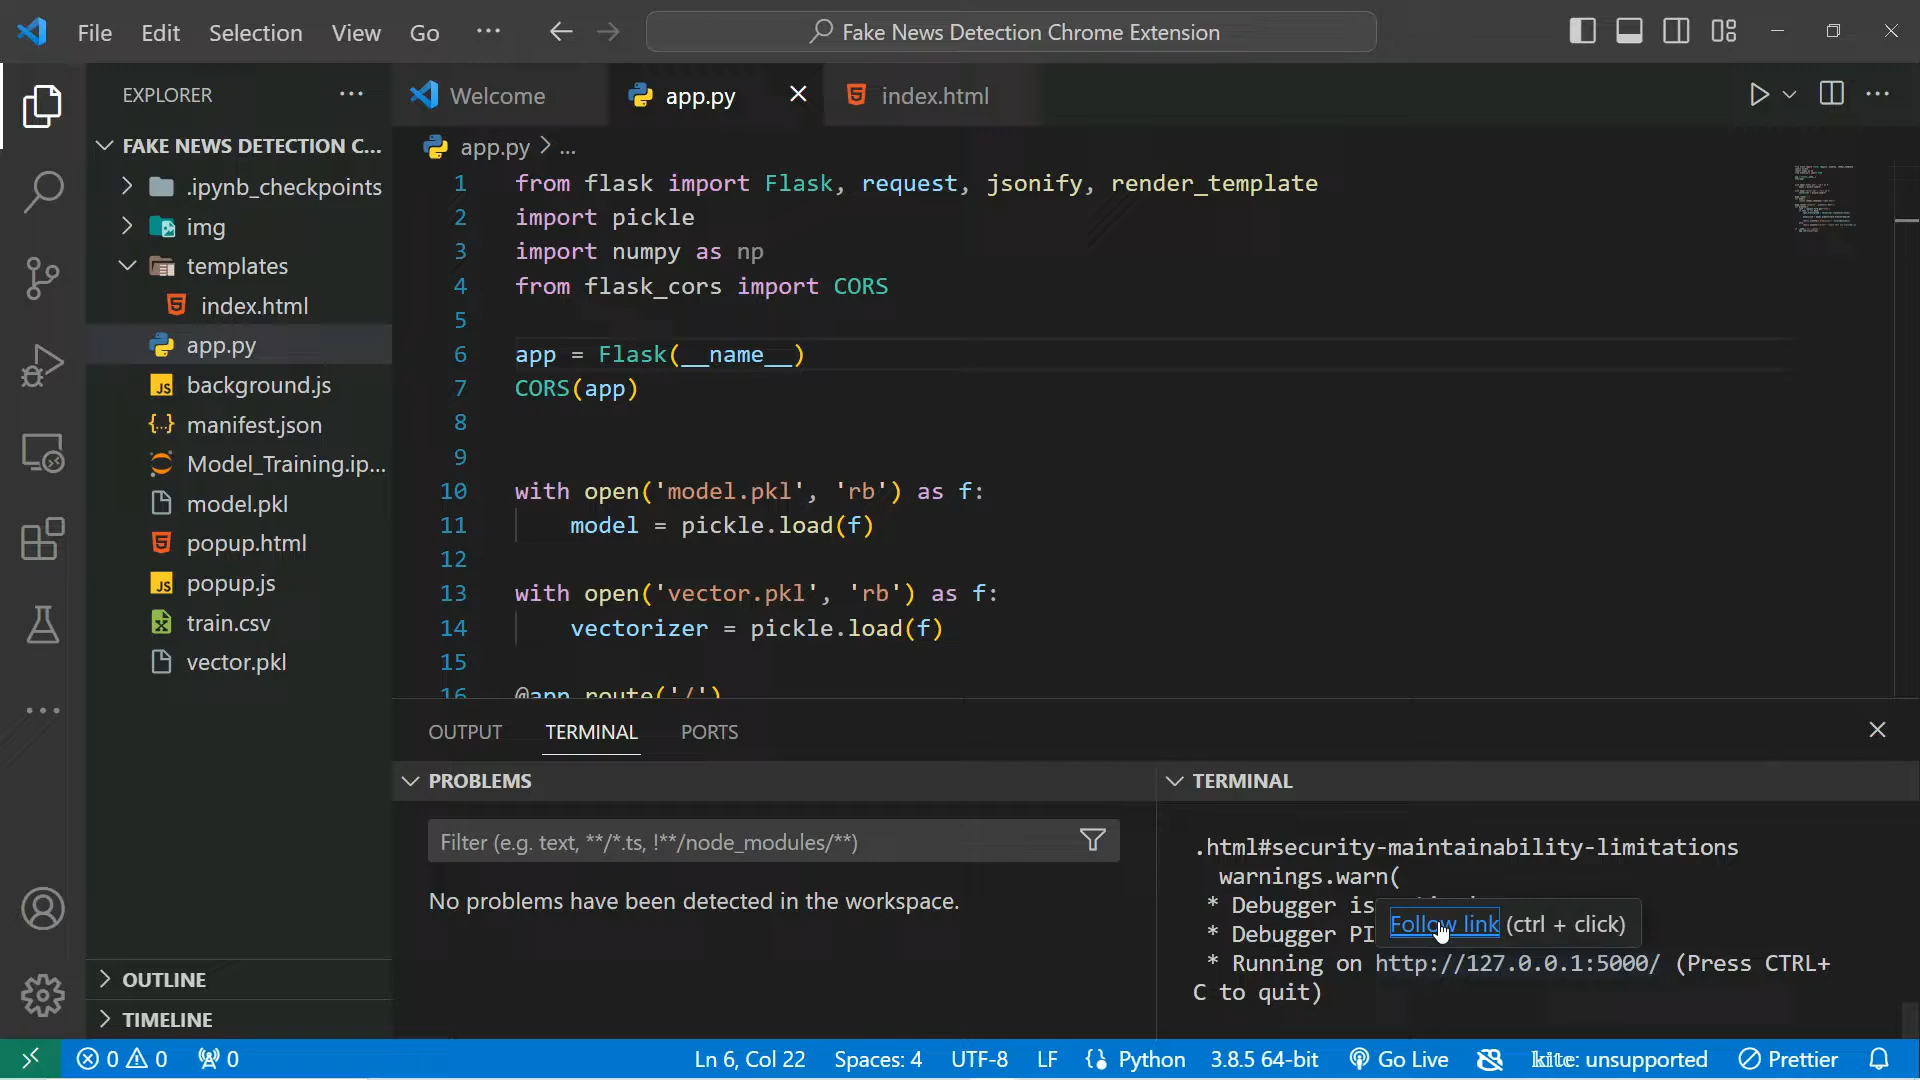 File Edit Selection View Go ··· Fake News Detection Chrome Extension
EXPLORER ···
FAKE NEWS DETECTION C...
.ipynb_checkpoints
img
templates
index.html
app.py
background.js
manifest.json
Model_Training.ip...
model.pkl
popup.html
popup.js
train.csv
vector.pkl
OUTLINE
TIMELINE
Welcome app.py index.html
app.py > ...
1 from flask import Flask, request, jsonify, render_template
2 import pickle
3 import numpy as np
4 from flask_cors import CORS
5
6 app = Flask(__name__)
7 CORS(app)
8
9
10 with open('model.pkl', 'rb') as f:
11 model = pickle.load(f)
12
13 with open('vector.pkl', 'rb') as f:
14 vectorizer = pickle.load(f)
15
16 @app.route('/')
OUTPUT TERMINAL PORTS
PROBLEMS
Filter (e.g. text, **/*.ts, !**/node_modules/**)
No problems have been detected in the workspace.
TERMINAL
.html#security-maintainability-limitations
warnings.warn(
* Debugger is
* Debugger PI
Follow link (ctrl + click)
* Running on http://127.0.0.1:5000/ (Press CTRL+
C to quit)
0 0 0 Ln 6, Col 22 Spaces: 4 UTF-8 LF Python 3.8.5 64-bit Go Live kite: unsupported Prettier